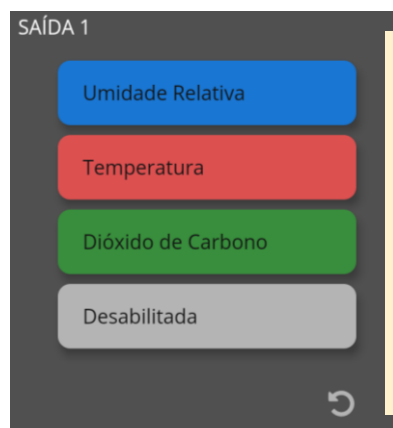 SAÍDA 1
Umidade Relativa
Temperatura
Dióxido de Carbono
Desabilitada